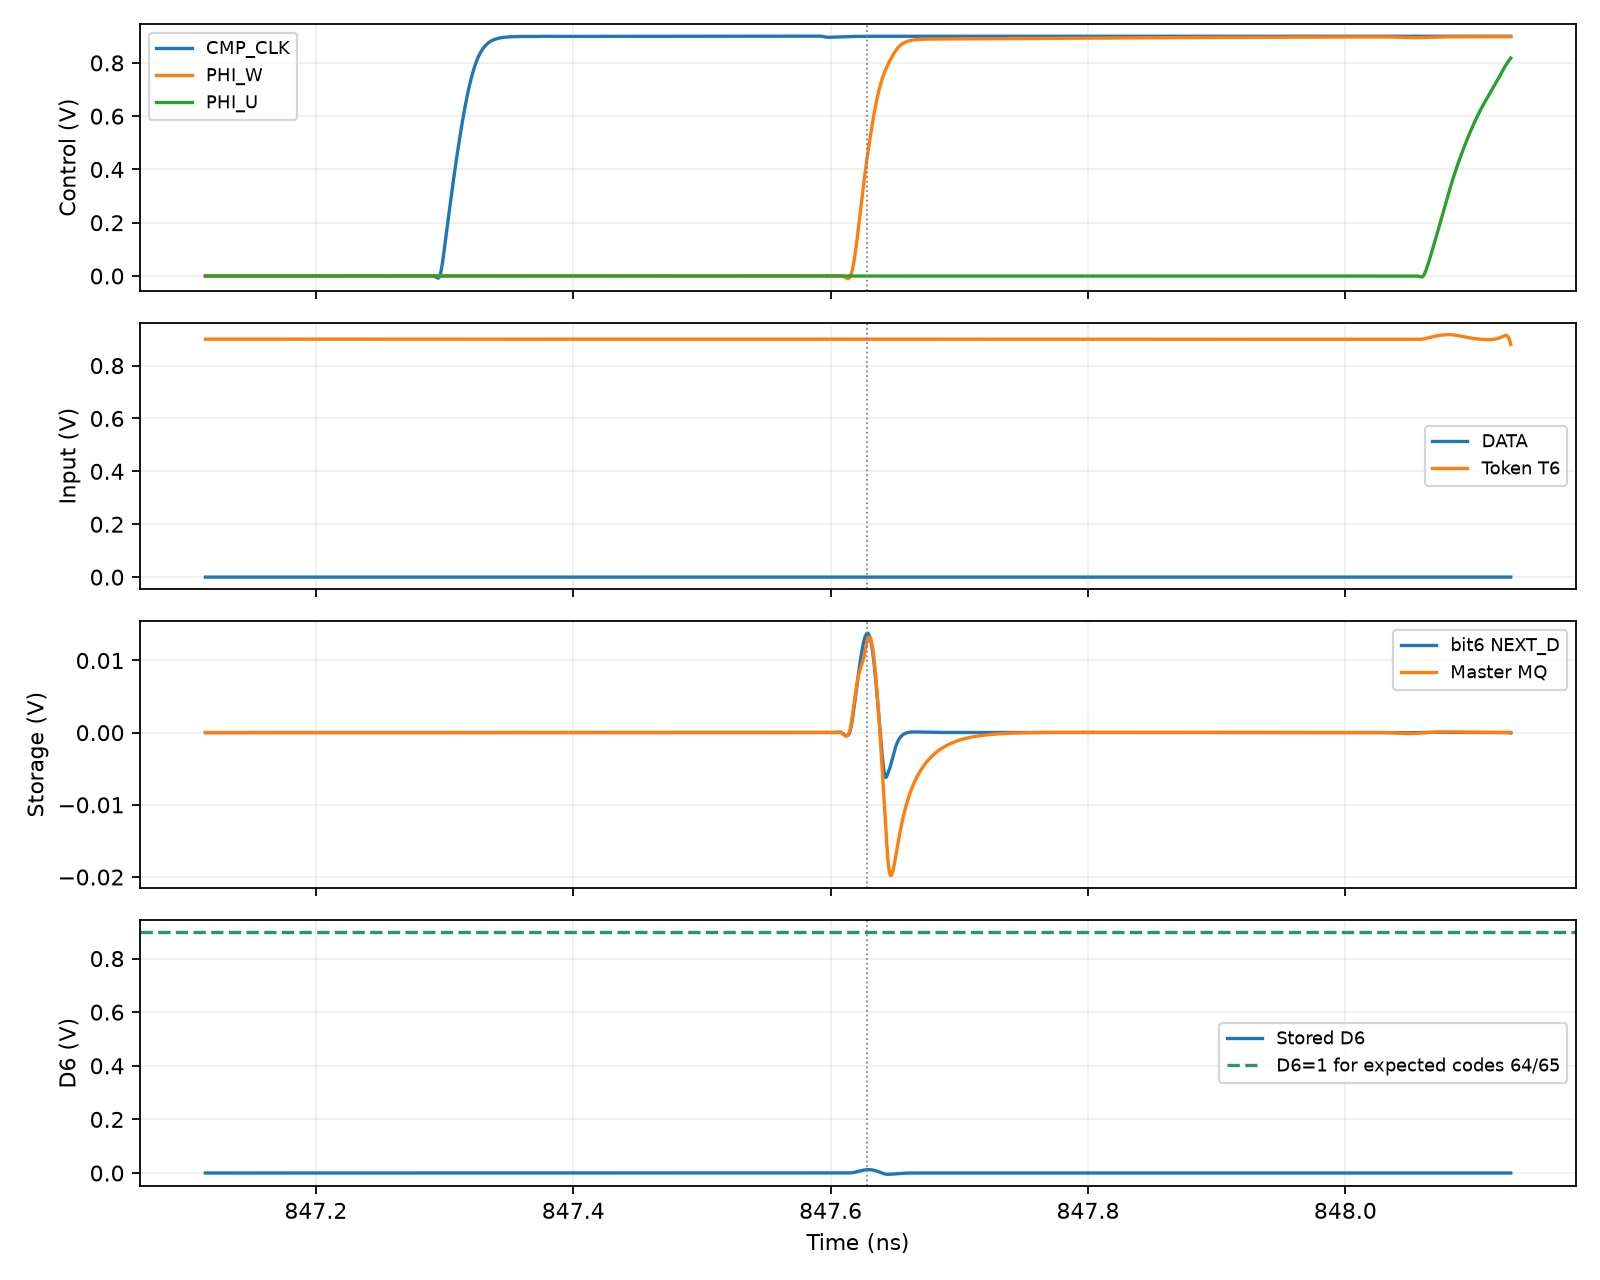 CMP_CLK
PHI_W
PHI_U
Control (V)
0.8
0.6
0.4
0.2
0.0
Input (V)
0.8
0.6
0.4
0.2
0.0
DATA
Token T6
Storage (V)
0.01
0.00
−0.01
−0.02
bit6 NEXT_D
Master MQ
D6 (V)
0.8
0.6
0.4
0.2
0.0
Stored D6
D6=1 for expected codes 64/65
847.2 847.4 847.6 847.8 848.0
Time (ns)